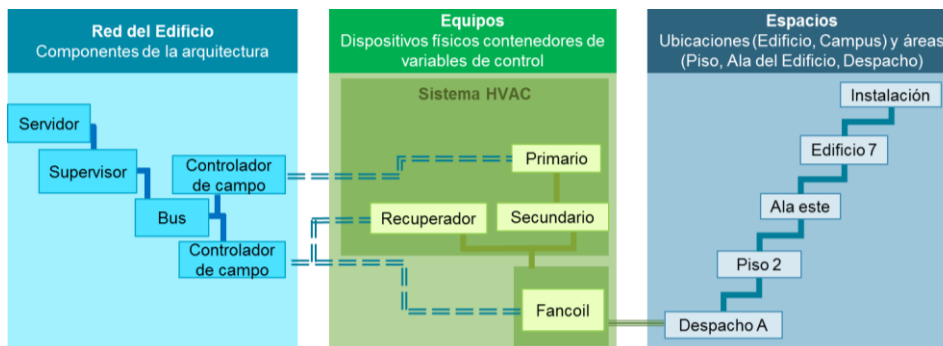 Red del Edificio
Componentes de la arquitectura
Servidor
Supervisor
Bus
Controlador
de campo
Controlador
de campo
Equipos
Dispositivos físicos contenedores de
variables de control
Sistema HVAC
Primario
Recuperador
Secundario
Fancoil
Espacios
Ubicaciones (Edificio, Campus) y áreas
(Piso, Ala del Edificio, Despacho)
Instalación
Edificio 7
Ala este
Piso 2
Despacho A